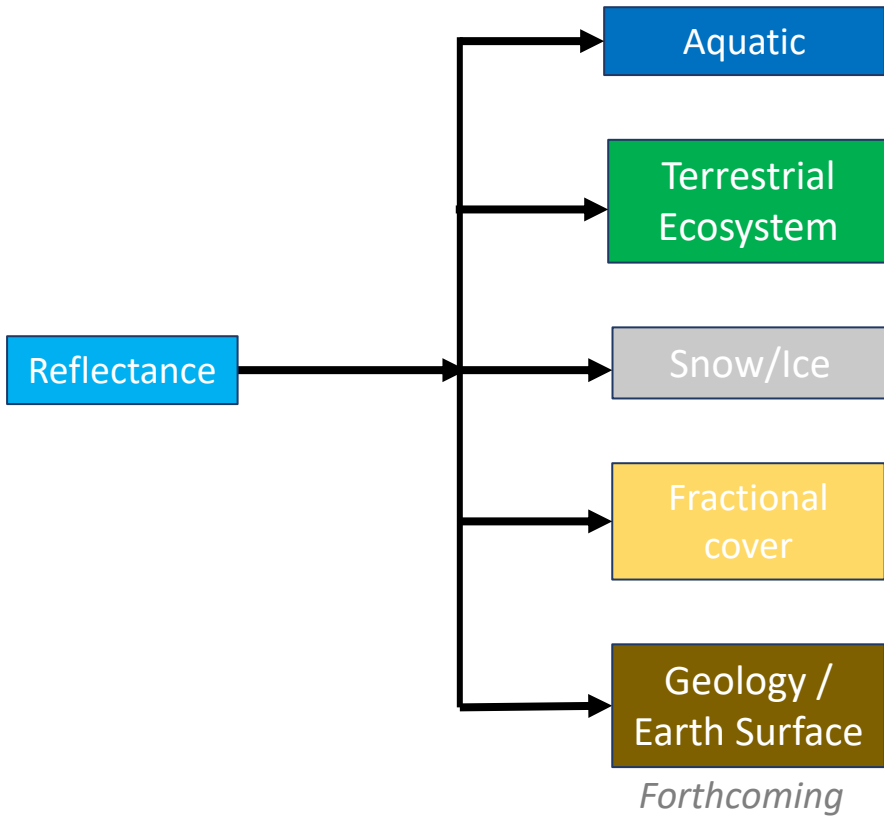 Aquatic
Terrestrial
Ecosystem
Reflectance
Snow/Ice
Fractional
cover
Geology /
Earth Surface
Forthcoming